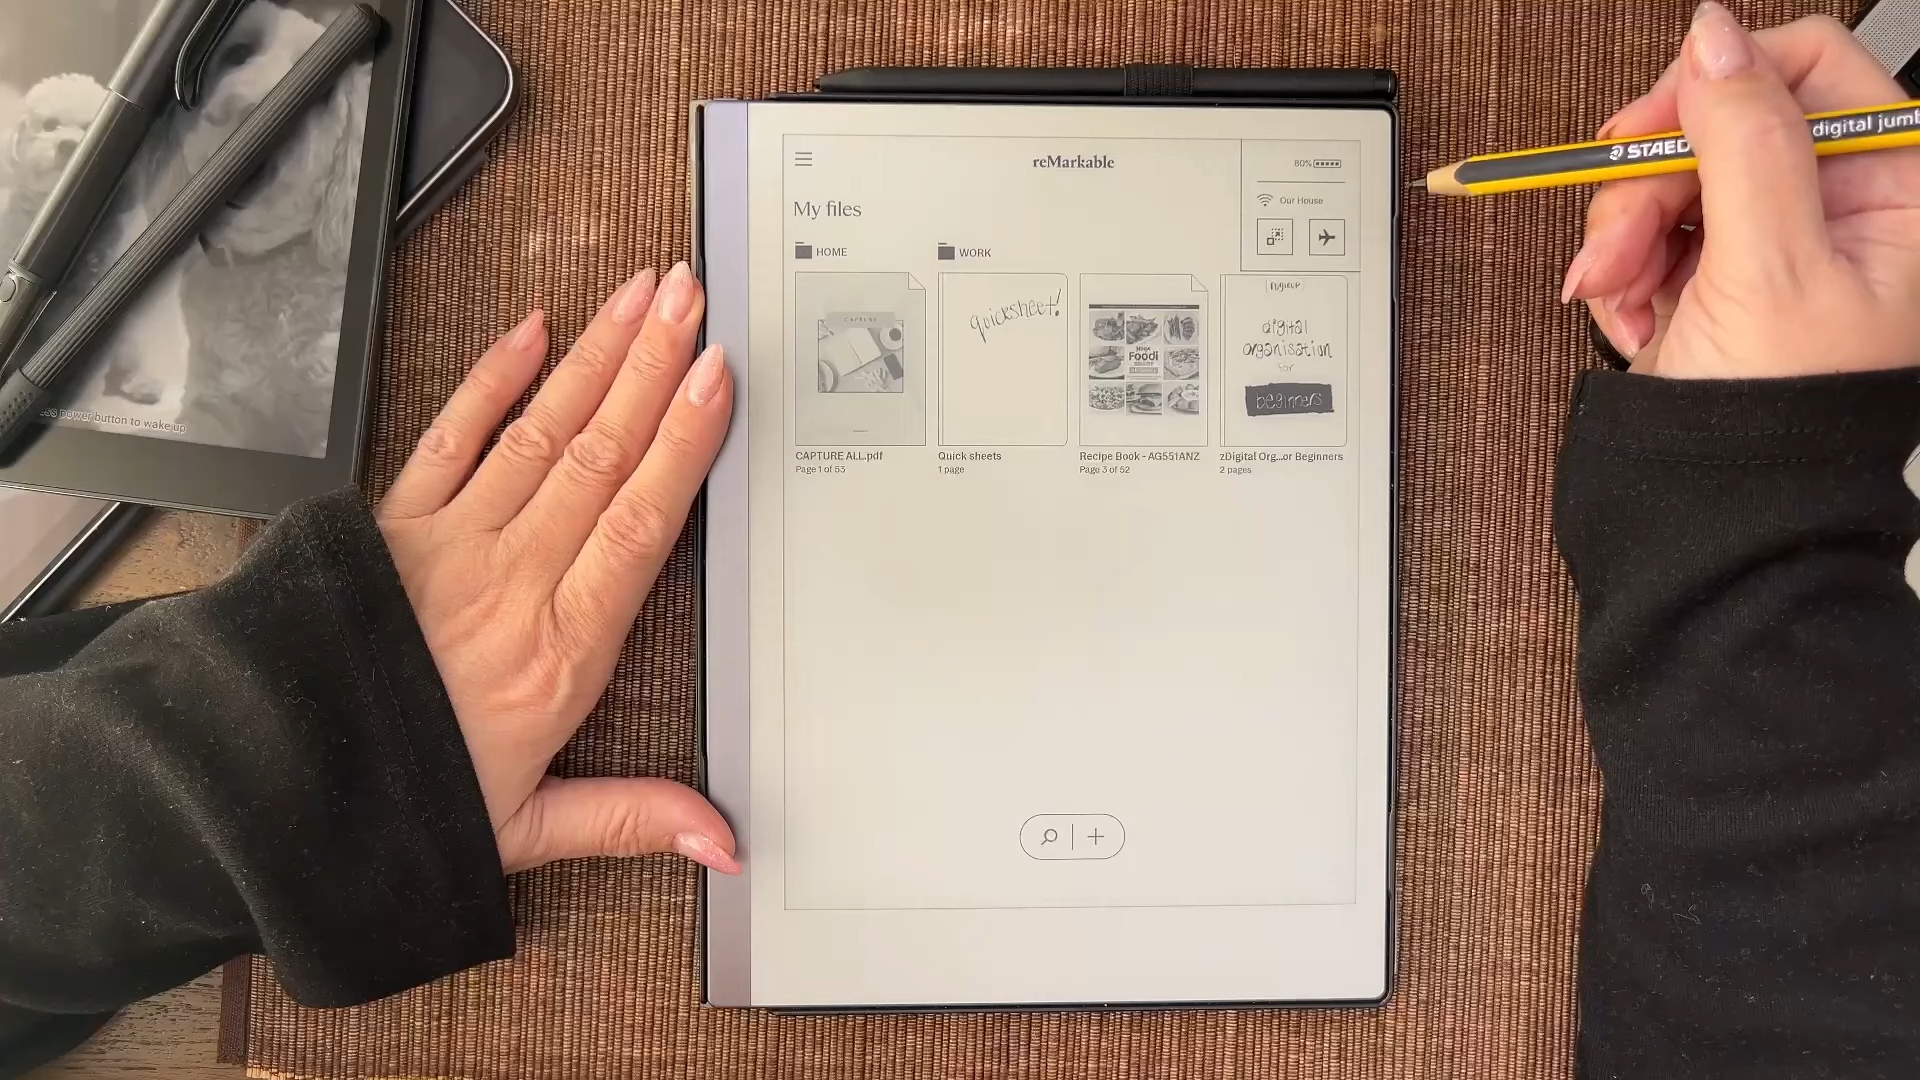 reMarkable
80%
Our House
My files
HOME
WORK
CAPTURE
quicksheet!
Foodi
digital
organisation
for
beginners
CAPTURE ALL.pdf
Page 1 of 53
Quick sheets
1 page
Recipe Book - AG551ANZ
Page 3 of 52
zDigital Org...or Beginners
2 pages
STAED
digital jumb
ss power button to wake up